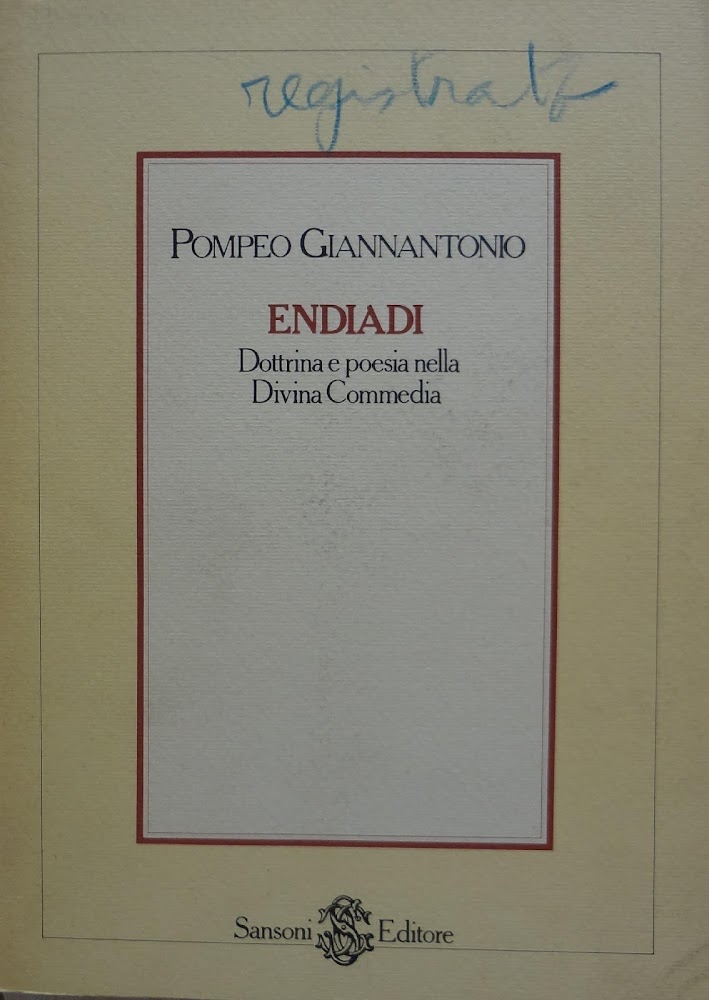 registrato
POMPEO GIANNANTONIO
ENDIADI
Dottrina e poesia nella
Divina Commedia
Sansoni Editore